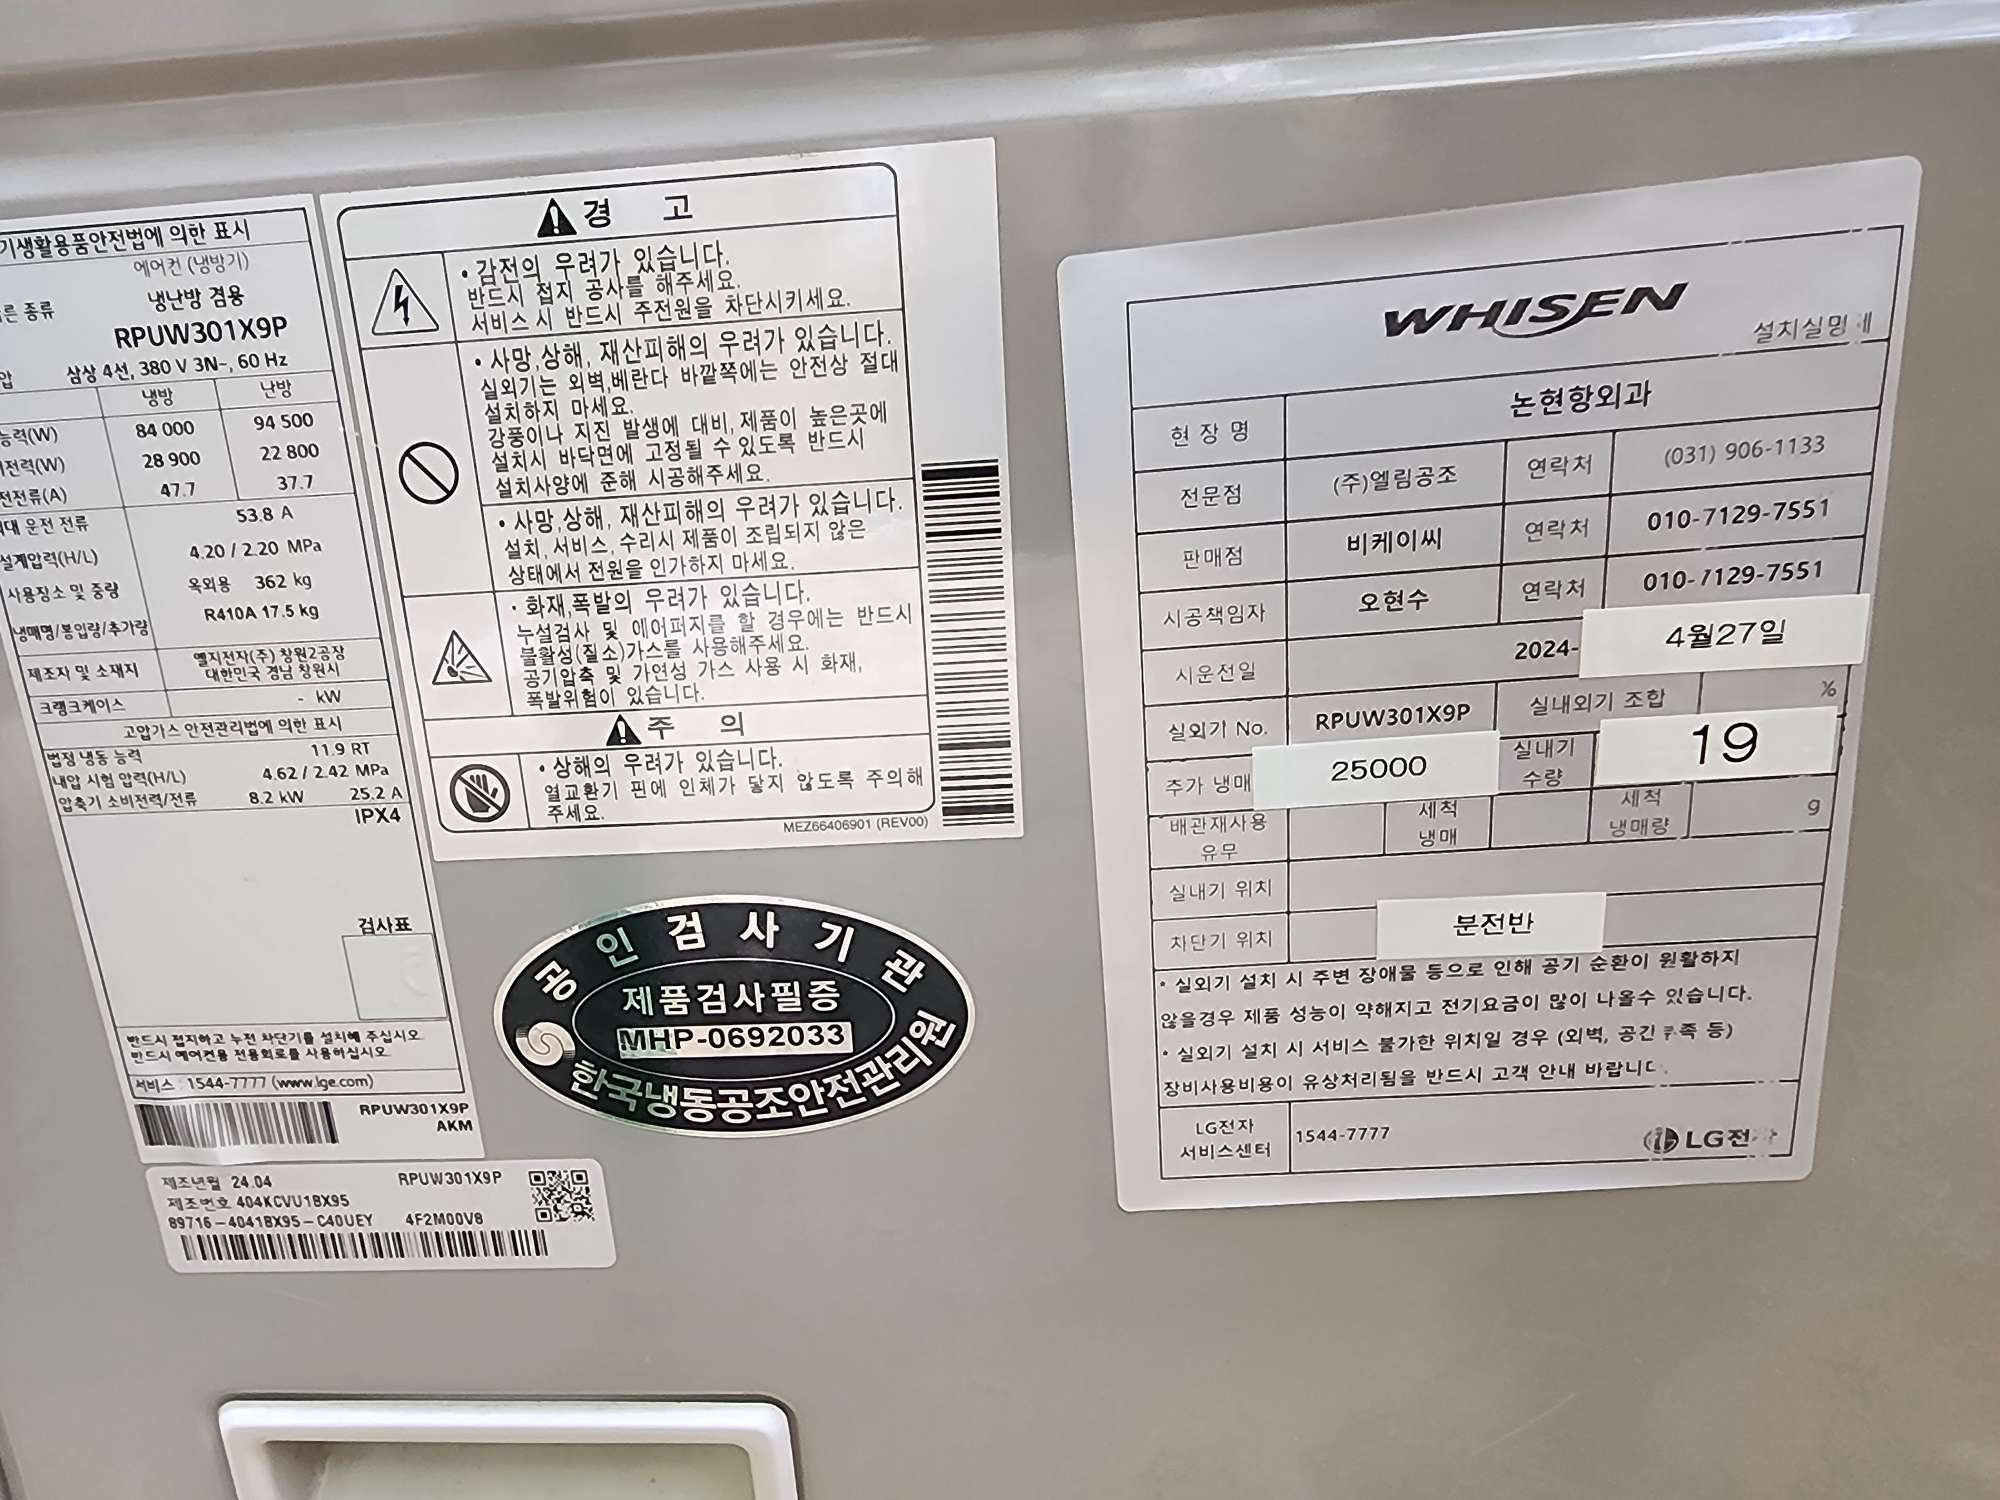 기생활용품안전법에 의한 표시
에어컨 (냉방기)
종류 냉난방 겸용
RPUW301X9P
삼상 4선, 380 V 3N~, 60 Hz
냉방 난방
능력(W) 84 000 94 500
전력(W) 28 900 22 800
전전류(A) 47.7 37.7
운전 전류 53.8 A
설계압력(H/L) 4.20 / 2.20 MPa
사용장소 및 중량 옥외용 362 kg
냉매명/봉입량/추가량 R410A 17.5 kg
제조자 및 소재지 엘지전자(주) 창원2공장
대한민국 경남 창원시
크랭크케이스 - kW
고압가스 안전관리법에 의한 표시
법정 냉동 능력 11.9 RT
내압 시험 압력(H/L) 4.62 / 2.42 MPa
압축기 소비전력/전류 8.2 kW 25.2 A
IPX4
검사표
반드시 접지하고 누전 차단기를 설치해 주십시오.
반드시 에어컨용 전용회로를 사용하십시오.
서비스 : 1544-7777 (www.lge.com)
RPUW301X9P
AKM
제조년월 24.04 RPUW301X9P
제조번호 404KCVU1BX95
89716-4041BX95-C40UEY 4F2M00V8
경 고
• 감전의 우려가 있습니다.
반드시 접지 공사를 해주세요.
서비스 시 반드시 주전원을 차단시키세요.
• 사망,상해, 재산피해의 우려가 있습니다.
실외기는 외벽,베란다 바깥쪽에는 안전상 절대
설치하지 마세요.
강풍이나 지진 발생에 대비, 제품이 높은곳에
설치시 바닥면에 고정될 수 있도록 반드시
설치사양에 준해 시공해주세요.
• 사망,상해, 재산피해의 우려가 있습니다.
설치, 서비스, 수리시 제품이 조립되지 않은
상태에서 전원을 인가하지 마세요.
• 화재,폭발의 우려가 있습니다.
누설검사 및 에어퍼지를 할 경우에는 반드시
불활성(질소)가스를 사용해주세요.
공기압축 및 가연성 가스 사용 시 화재,
폭발위험이 있습니다.
주 의
• 상해의 우려가 있습니다.
열교환기 핀에 인체가 닿지 않도록 주의해
주세요.
MEZ66406901 (REV00)
공인검사기관
제품검사필증
MHP-0692033
한국냉동공조안전관리원
WHISEN
설치실명제
현 장 명 논현항외과
전문점 (주)엘림공조 연락처 (031) 906-1133
판매점 비케이씨 연락처 010-7129-7551
시공책임자 오현수 연락처 010-7129-7551
시운전일 2024- 4월27일
실외기 No. RPUW301X9P 실내외기 조합 %
추가 냉매 25000 실내기 수량 19
배관재사용 유무 세척 냉매 세척 냉매량 g
실내기 위치
차단기 위치 분전반
• 실외기 설치 시 주변 장애물 등으로 인해 공기 순환이 원활하지
않을경우 제품 성능이 약해지고 전기요금이 많이 나올수 있습니다.
• 실외기 설치 시 서비스 불가한 위치일 경우 (외벽, 공간 부족 등)
장비사용비용이 유상처리됨을 반드시 고객 안내 바랍니다.
LG전자
서비스센터 1544-7777 LG전자